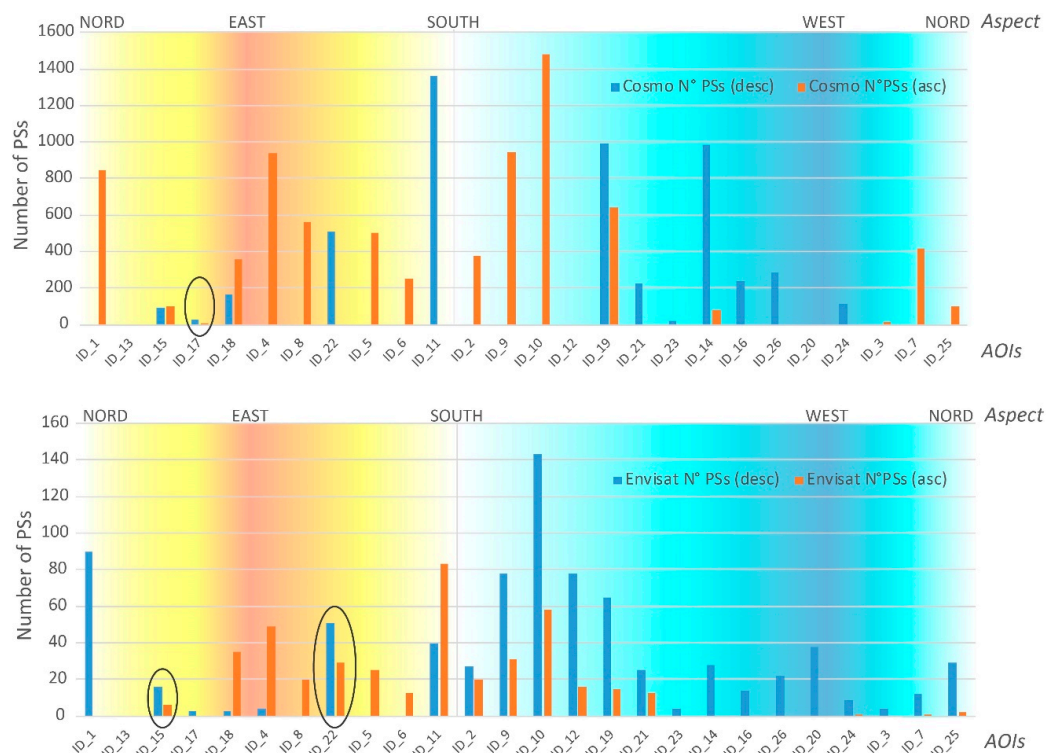 NORD EAST SOUTH WEST NORD Aspect
1600
1400
1200
1000
800
600
400
200
0
Number of PSs
Cosmo N° PSs (desc) Cosmo N°PSs (asc)
ID_1 ID_13 ID_15 ID_17 ID_18 ID_4 ID_8 ID_22 ID_5 ID_6 ID_11 ID_2 ID_9 ID_10 ID_12 ID_19 ID_21 ID_23 ID_14 ID_16 ID_26 ID_20 ID_24 ID_3 ID_7 ID_25 AOIs
NORD EAST SOUTH WEST NORD Aspect
160
140
120
100
80
60
40
20
0
Number of PSs
Envisat N° PSs (desc) Envisat N°PSs (asc)
ID_1 ID_13 ID_15 ID_17 ID_18 ID_4 ID_8 ID_22 ID_5 ID_6 ID_11 ID_2 ID_9 ID_10 ID_12 ID_19 ID_21 ID_23 ID_14 ID_16 ID_26 ID_20 ID_24 ID_3 ID_7 ID_25 AOIs